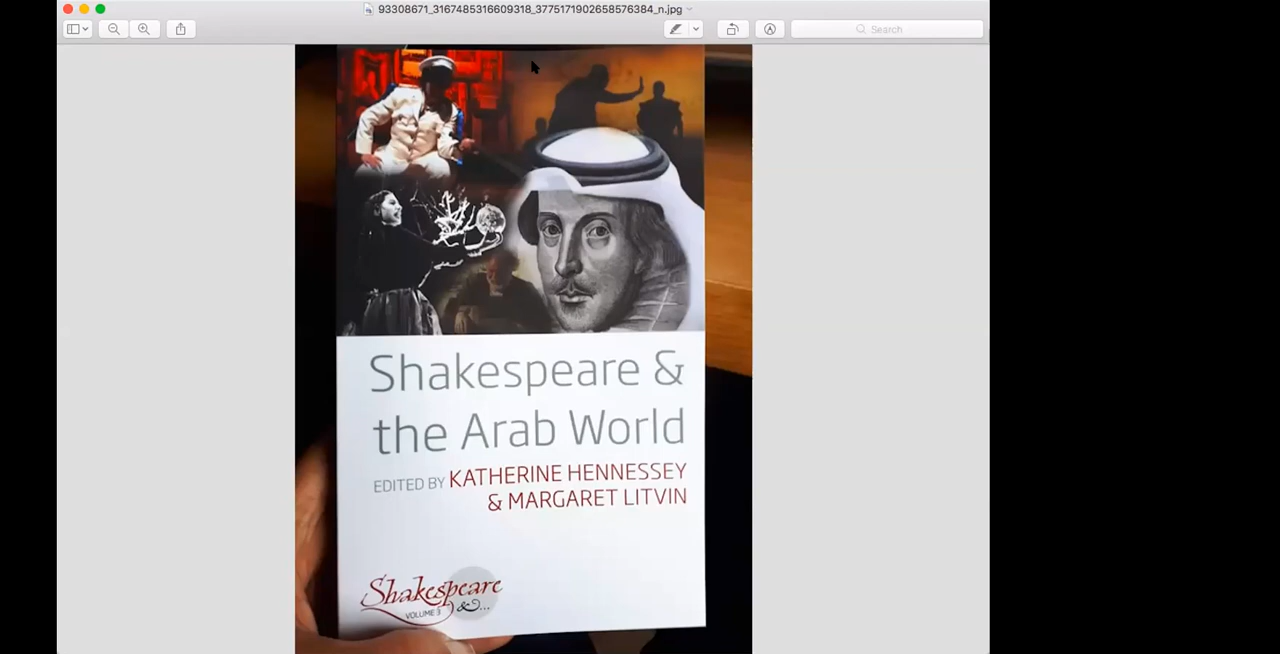 93308671_3167485316609318_3775171902658576384_n.jpg
Search
Shakespeare &
the Arab World
EDITED BY KATHERINE HENNESSEY
& MARGARET LITVIN
Shakespeare
VOLUME 3 &...